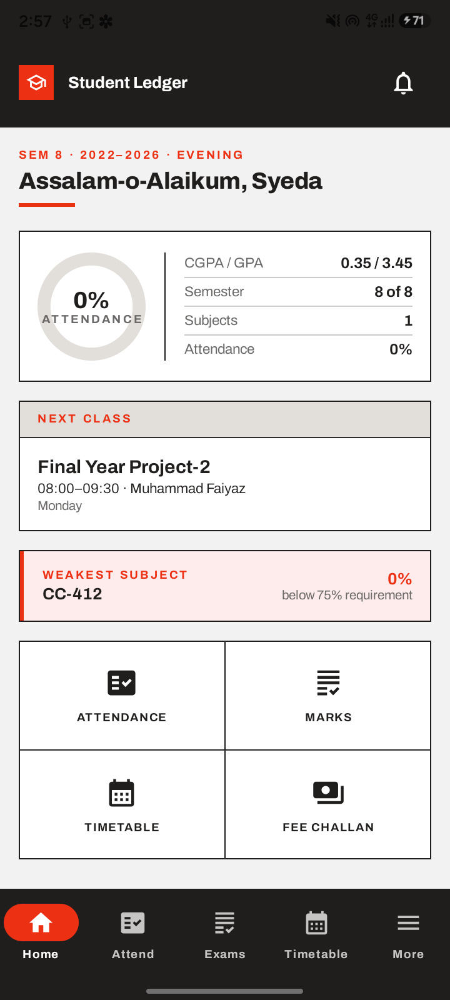 2:57
4G
71
Student Ledger
SEM 8 · 2022–2026 · EVENING
Assalam-o-Alaikum, Syeda
0%
ATTENDANCE
CGPA / GPA 0.35 / 3.45
Semester 8 of 8
Subjects 1
Attendance 0%
NEXT CLASS
Final Year Project-2
08:00–09:30 · Muhammad Faiyaz
Monday
WEAKEST SUBJECT
CC-412
0%
below 75% requirement
ATTENDANCE
MARKS
TIMETABLE
FEE CHALLAN
Home
Attend
Exams
Timetable
More